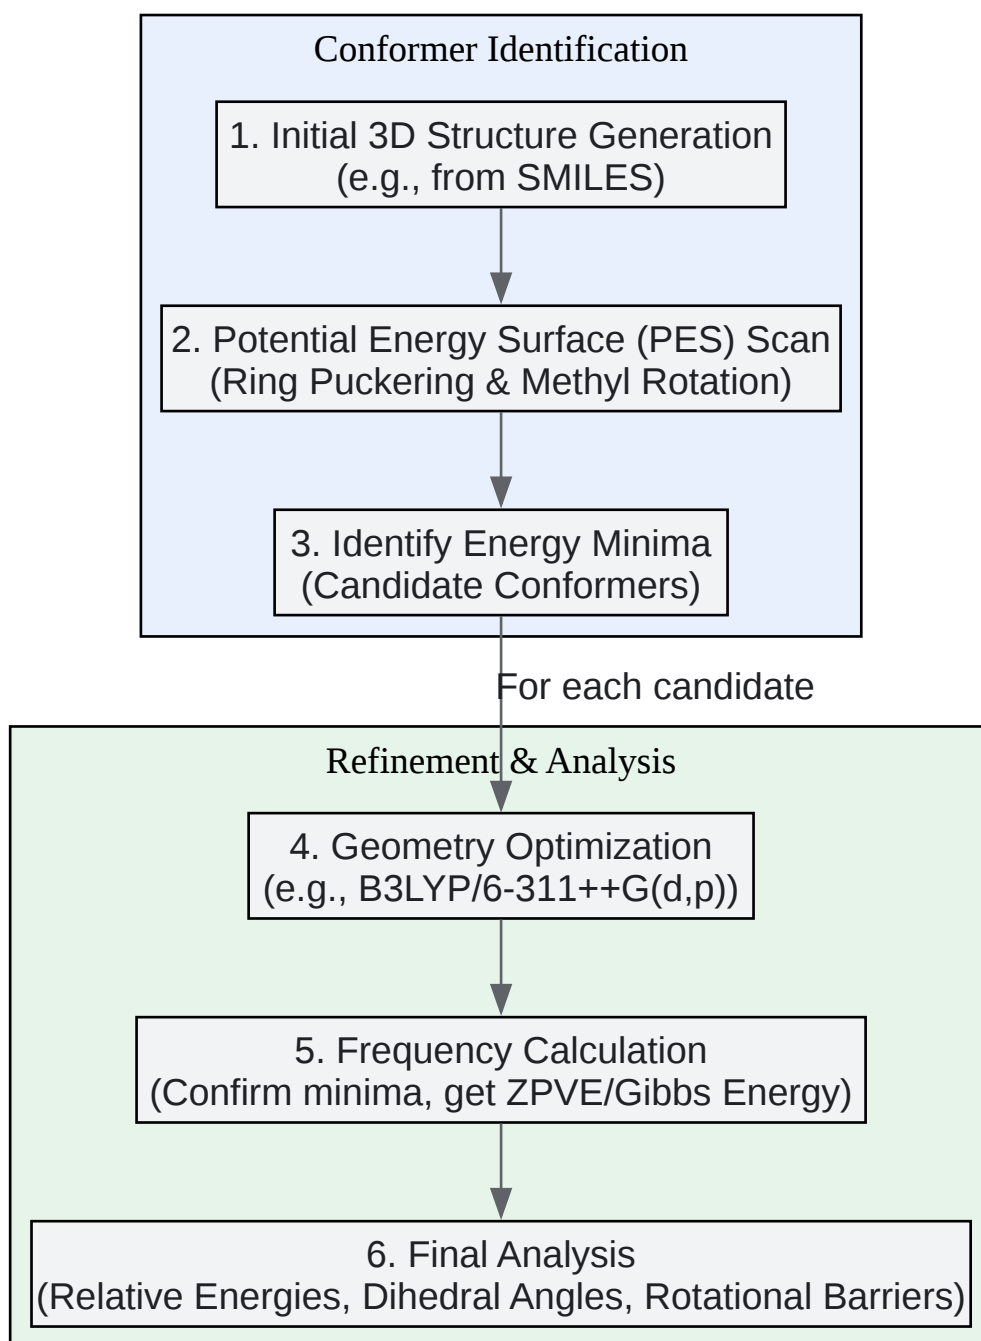 Conformer Identification
1. Initial 3D Structure Generation
(e.g., from SMILES)
2. Potential Energy Surface (PES) Scan
(Ring Puckering & Methyl Rotation)
3. Identify Energy Minima
(Candidate Conformers)
For each candidate
Refinement & Analysis
4. Geometry Optimization
(e.g., B3LYP/6-311++G(d,p))
5. Frequency Calculation
(Confirm minima, get ZPVE/Gibbs Energy)
6. Final Analysis
(Relative Energies, Dihedral Angles, Rotational Barriers)